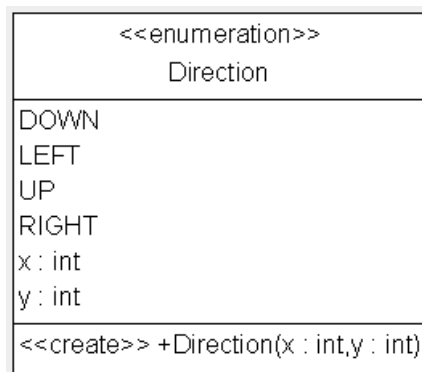 <<enumeration>>
Direction
DOWN
LEFT
UP
RIGHT
x : int
y : int
<<create>> +Direction(x : int,y : int)